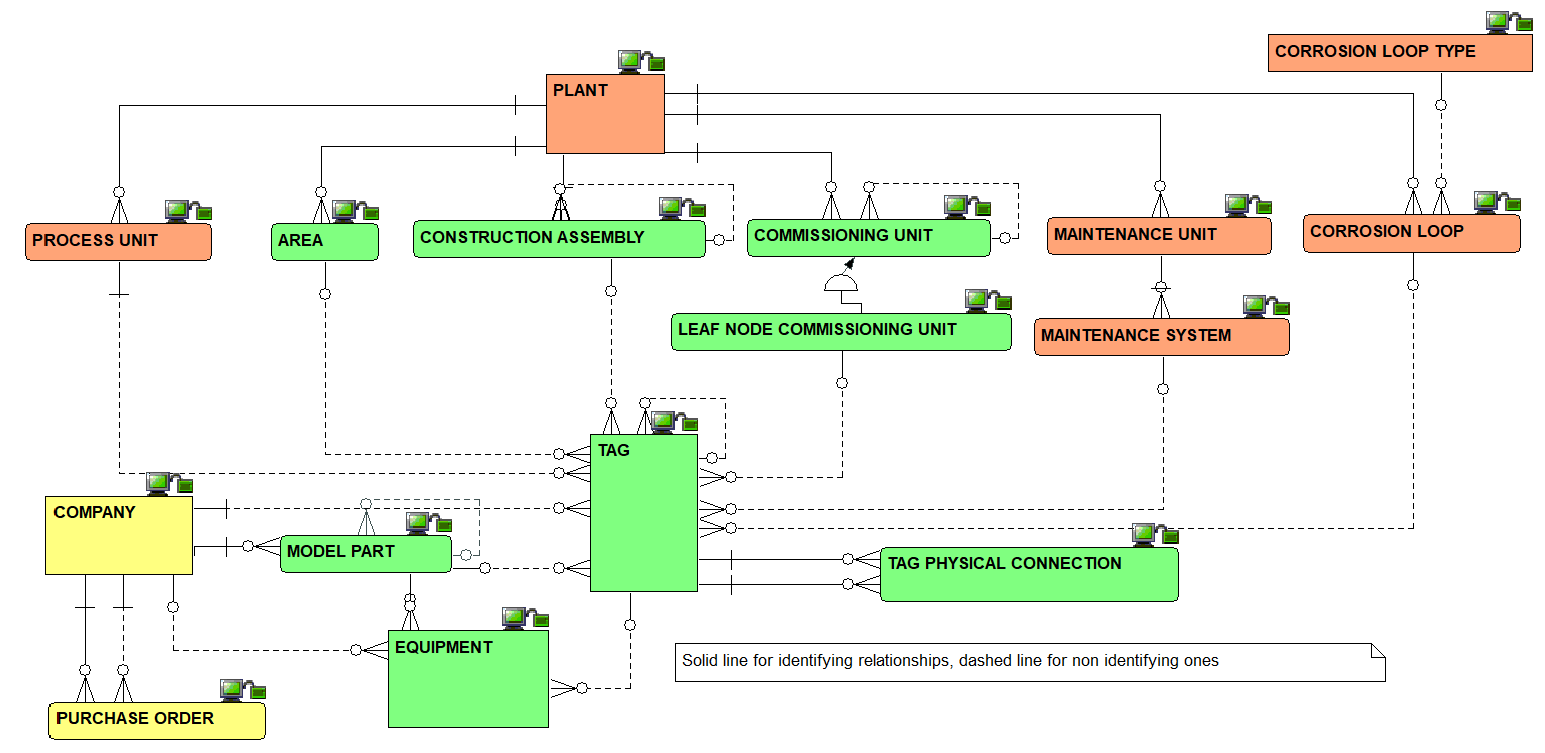 CORROSION LOOP TYPE
PLANT
PROCESS UNIT
AREA
CONSTRUCTION ASSEMBLY
COMMISSIONING UNIT
MAINTENANCE UNIT
CORROSION LOOP
LEAF NODE COMMISSIONING UNIT
MAINTENANCE SYSTEM
TAG
COMPANY
MODEL PART
TAG PHYSICAL CONNECTION
EQUIPMENT
Solid line for identifying relationships, dashed line for non identifying ones
PURCHASE ORDER